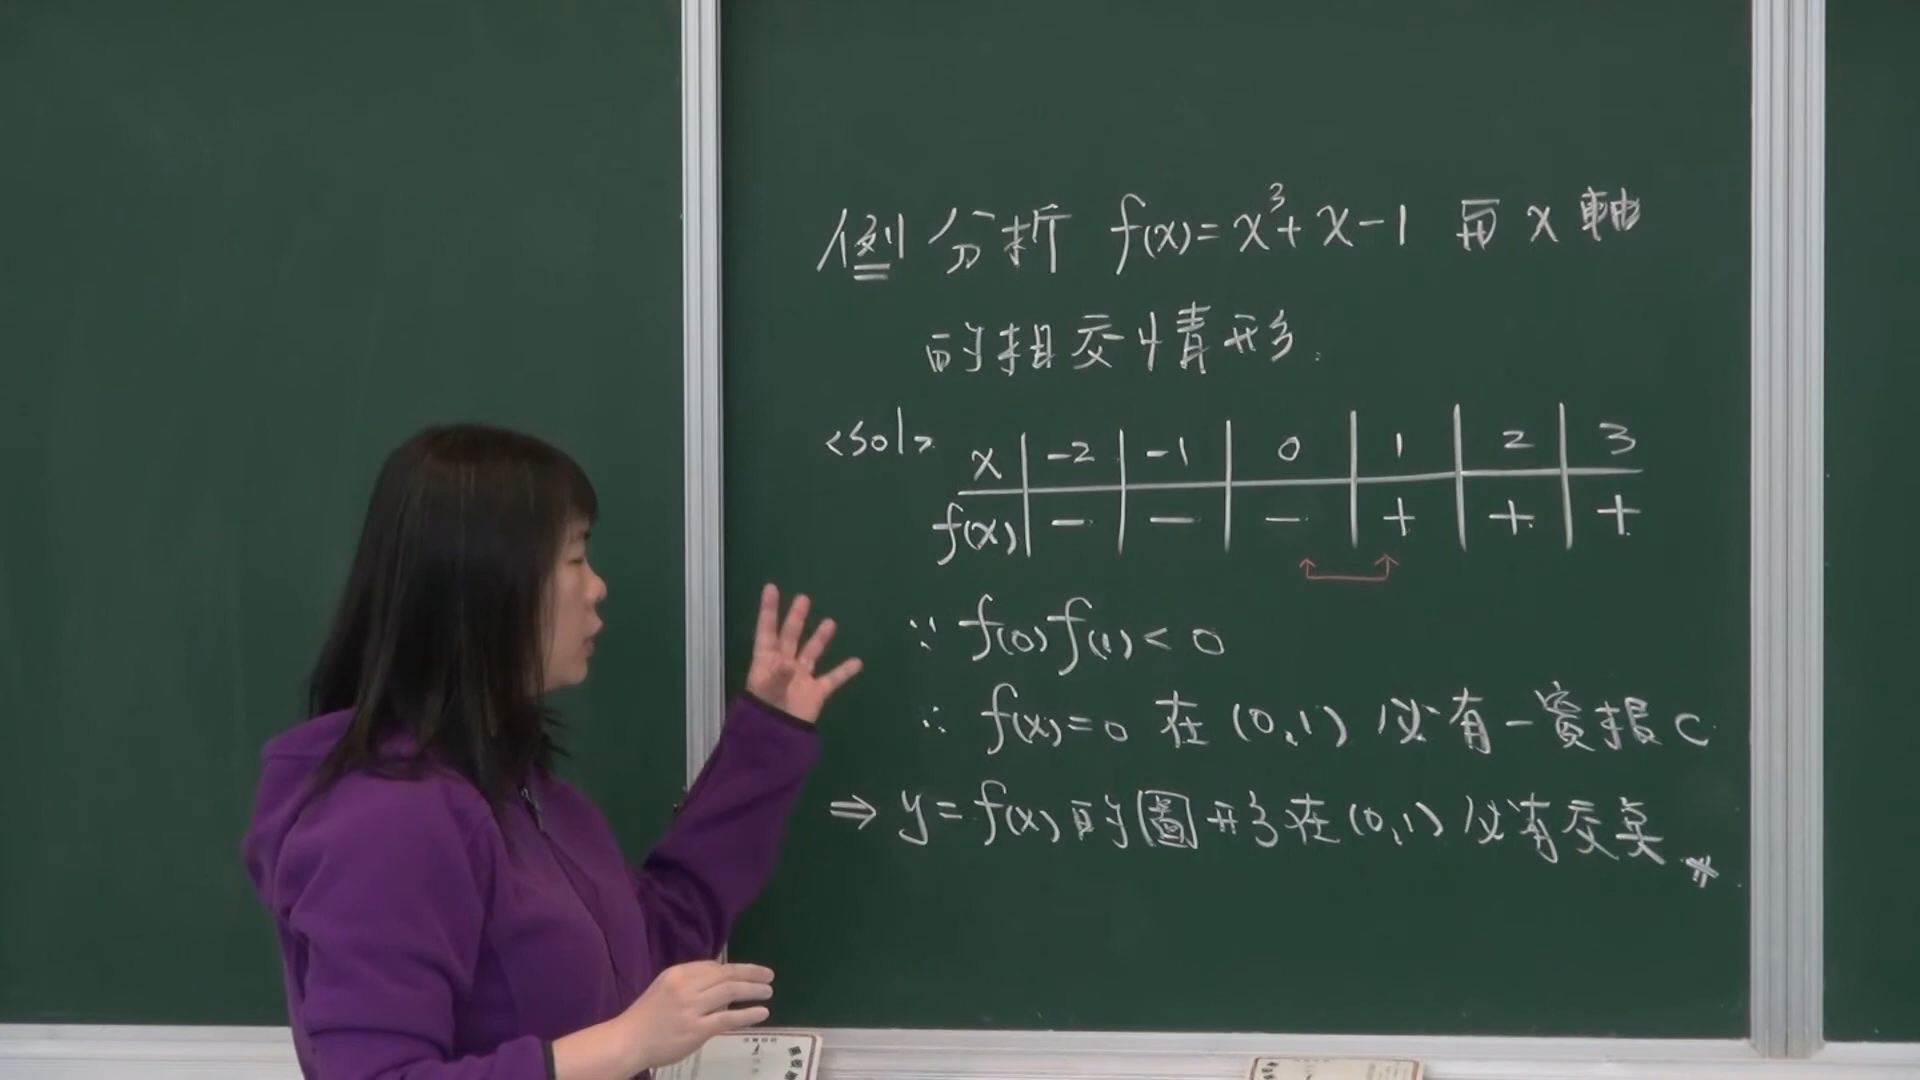 例 分析 f(x)=x³+x-1 與 x 軸
的相交情形.
<sol> x | -2 | -1 | 0 | 1 | 2 | 3
f(x) | - | - | - | + | + | +
∵ f(0)f(1)<0
∴ f(x)=0 在 (0,1) 必有一實根 c
⇒ y=f(x) 的圖形在 (0,1) 必有交點